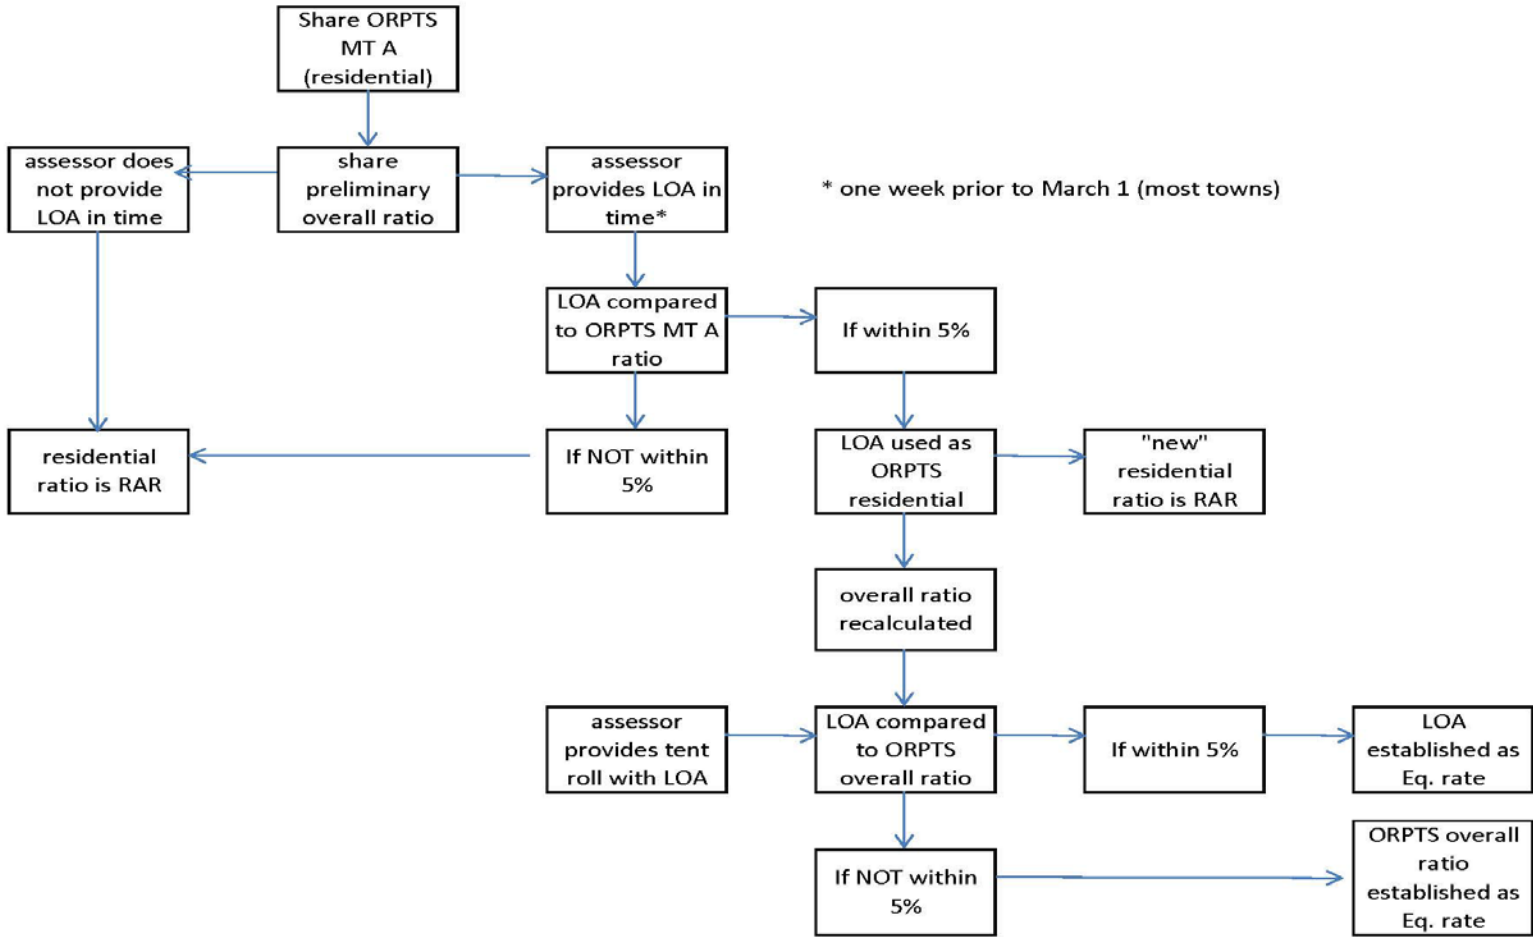 Share ORPTS
MT A
(residential)
assessor does
not provide
LOA in time
share
preliminary
overall ratio
assessor
provides LOA in
time*
* one week prior to March 1 (most towns)
LOA compared
to ORPTS MT A
ratio
If within 5%
residential
ratio is RAR
If NOT within
5%
LOA used as
ORPTS
residential
"new"
residential
ratio is RAR
overall ratio
recalculated
assessor
provides tent
roll with LOA
LOA compared
to ORPTS
overall ratio
If within 5%
LOA
established as
Eq. rate
If NOT within
5%
ORPTS overall
ratio
established as
Eq. rate